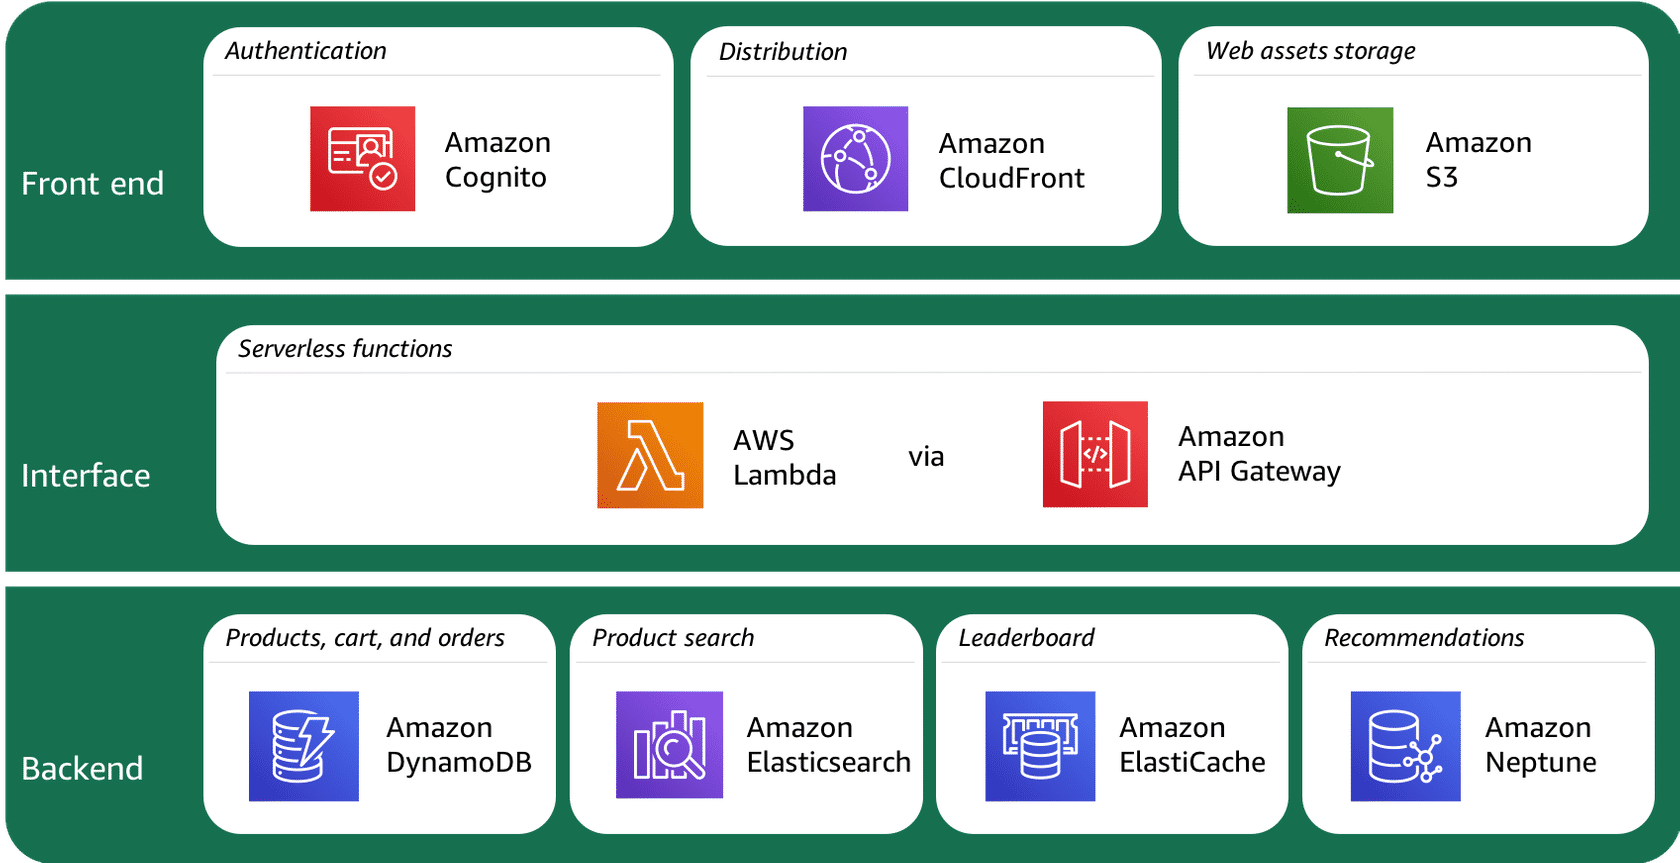 Front end
Authentication
Amazon
Cognito
Distribution
Amazon
CloudFront
Web assets storage
Amazon
S3
Interface
Serverless functions
AWS
Lambda
via
Amazon
API Gateway
Backend
Products, cart, and orders
Amazon
DynamoDB
Product search
Amazon
Elasticsearch
Leaderboard
Amazon
ElastiCache
Recommendations
Amazon
Neptune